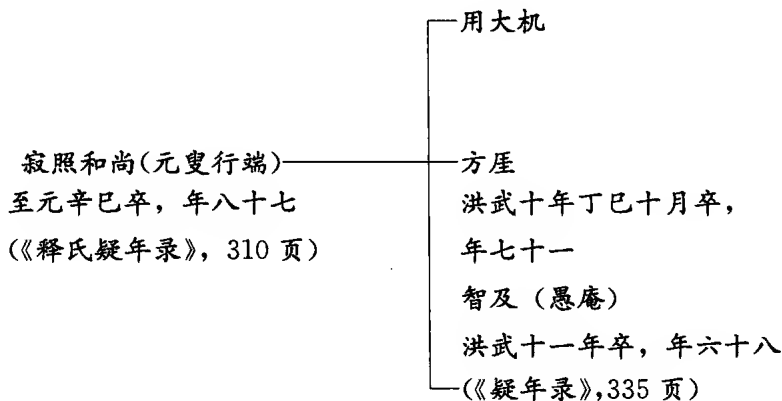 用大机
寂照和尚(元叟行端)
至元辛巳卒，年八十七
(《释氏疑年录》，310 页)
方厓
洪武十年丁巳十月卒，
年七十一
智及（愚庵）
洪武十一年卒，年六十八
(《疑年录》,335 页)